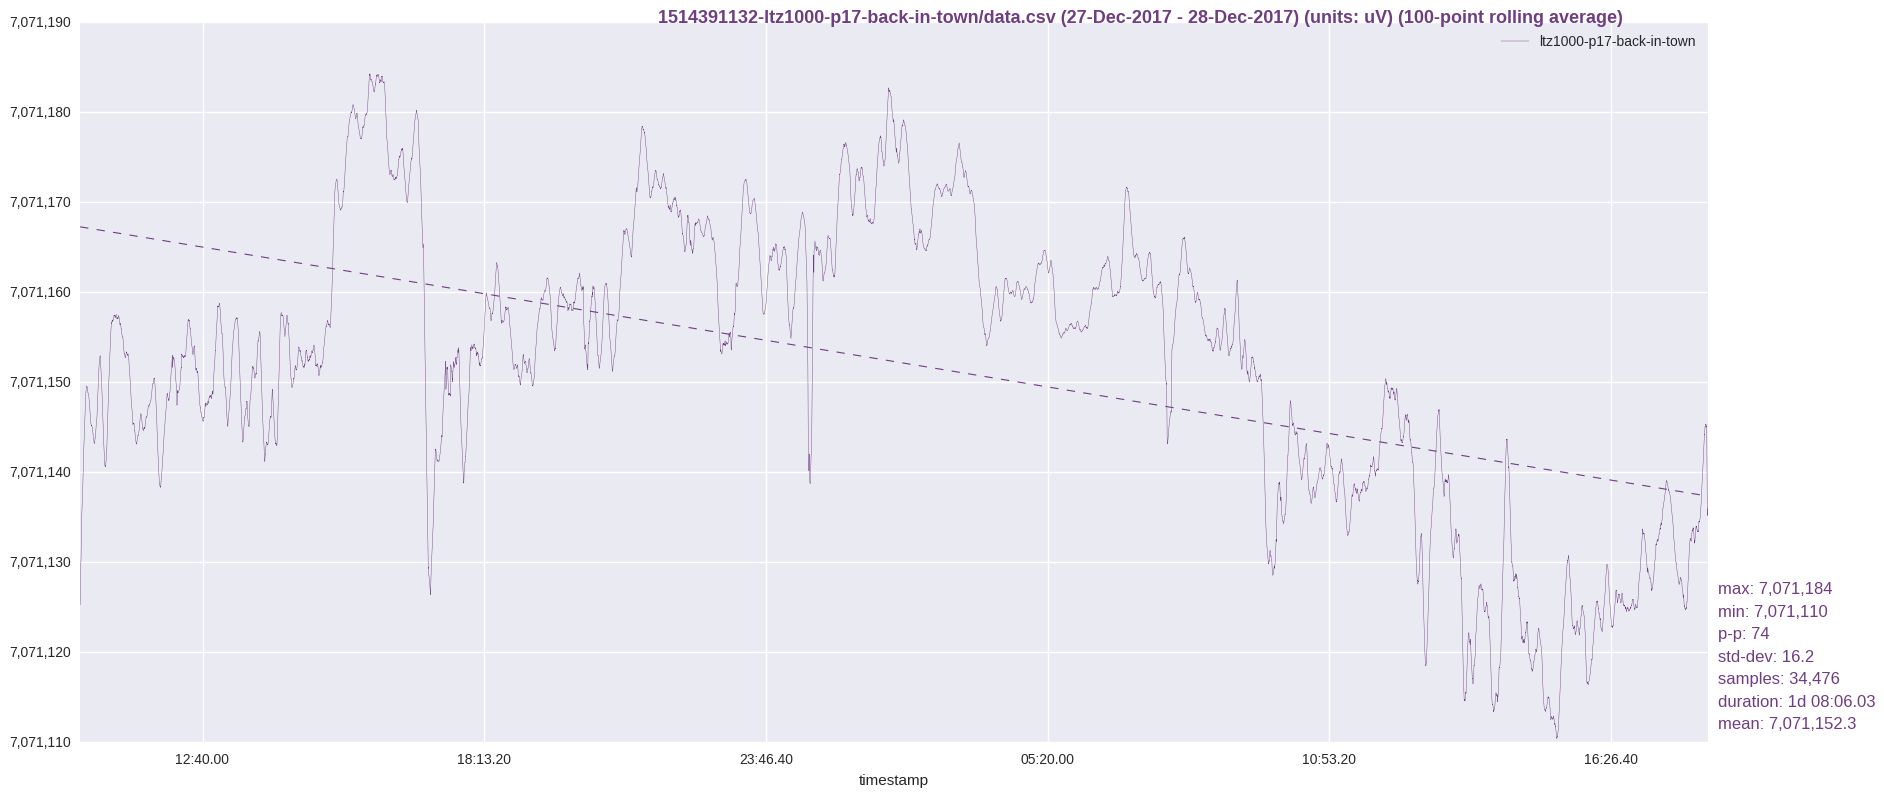 1514391132-ltz1000-p17-back-in-town/data.csv (27-Dec-2017 - 28-Dec-2017) (units: uV) (100-point rolling average)
ltz1000-p17-back-in-town
7,071,190
7,071,180
7,071,170
7,071,160
7,071,150
7,071,140
7,071,130
7,071,120
7,071,110
max: 7,071,184
min: 7,071,110
p-p: 74
std-dev: 16.2
samples: 34,476
duration: 1d 08:06.03
mean: 7,071,152.3
12:40.00 18:13.20 23:46.40 05:20.00 10:53.20 16:26.40
timestamp